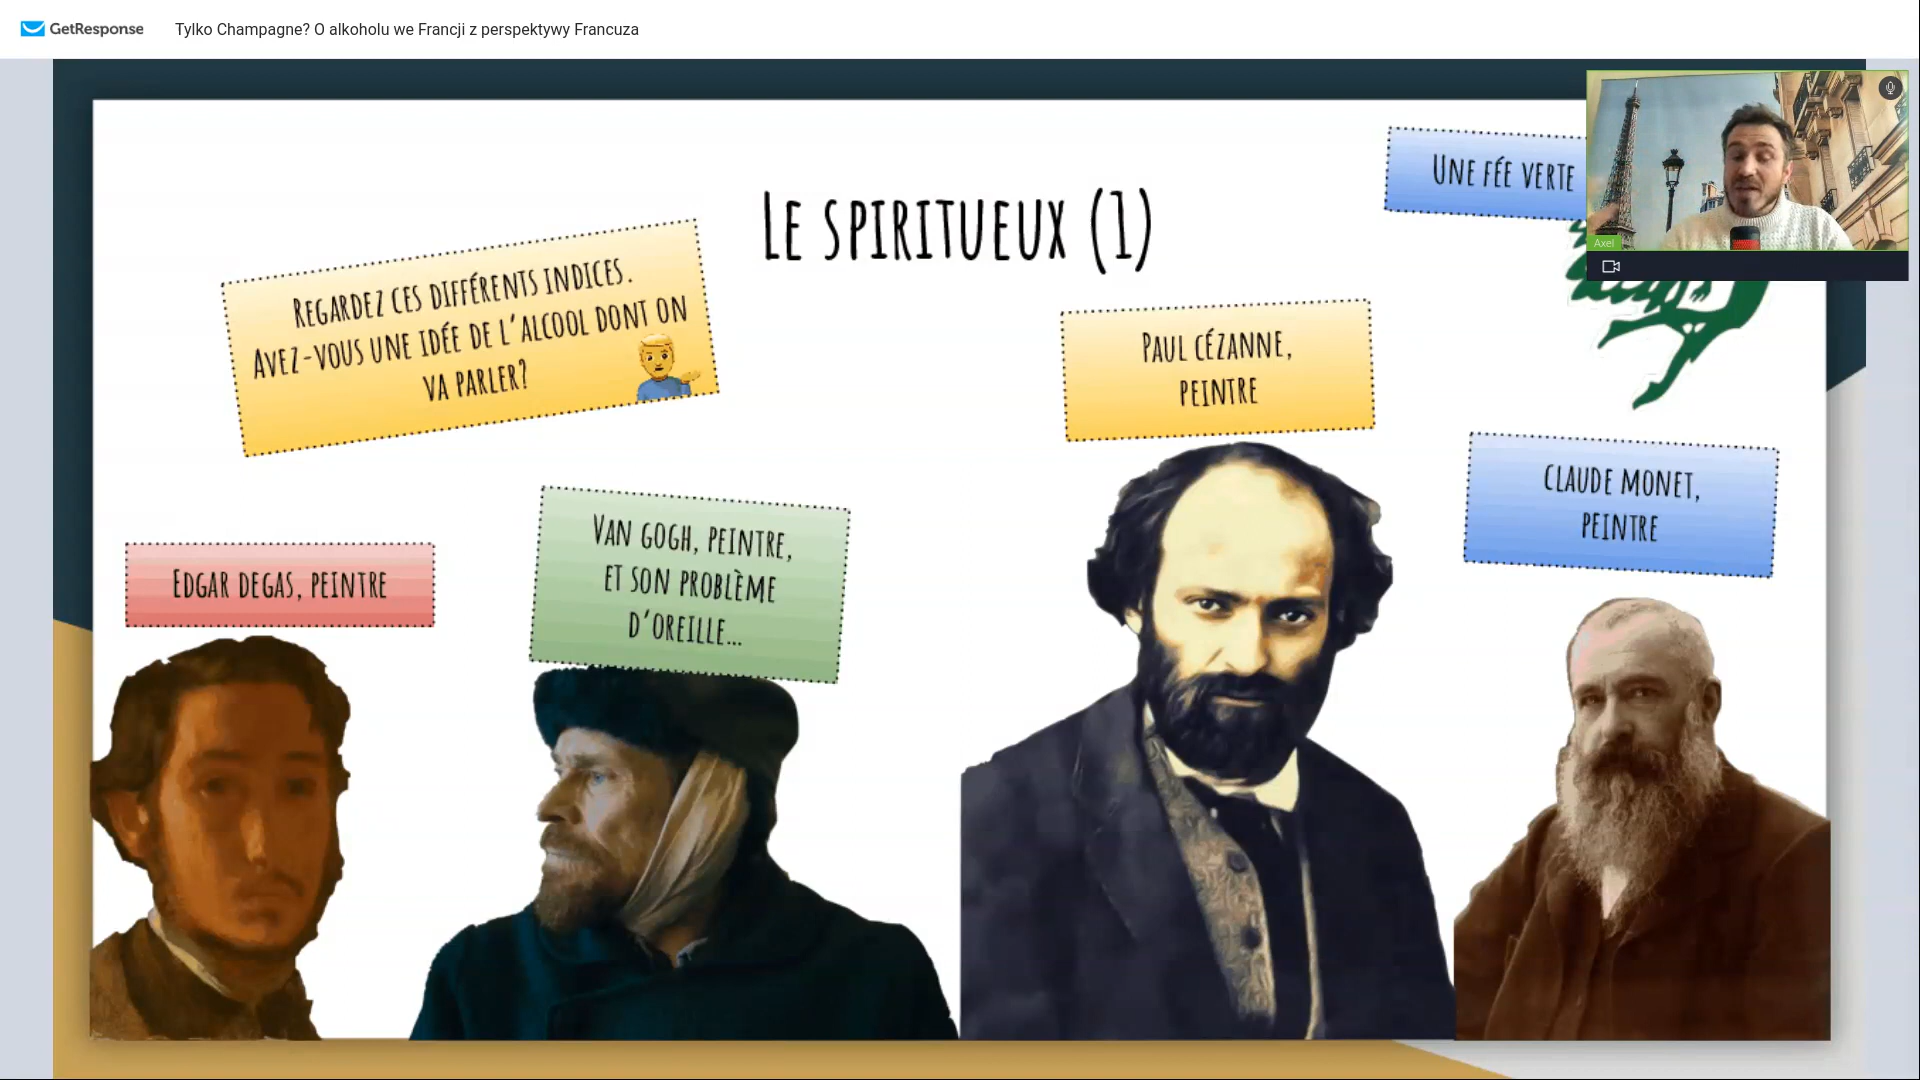 GetResponse
Tylko Champagne? O alkoholu we Francji z perspektywy Francuza
Une fée verte
Axel
Le spiritueux (1)
Regardez ces différents indices.
Avez-vous une idée de l'alcool dont on
va parler?
Paul Cézanne,
peintre
Claude Monet,
peintre
Van Gogh, peintre,
et son problème
d'oreille...
Edgar Degas, peintre